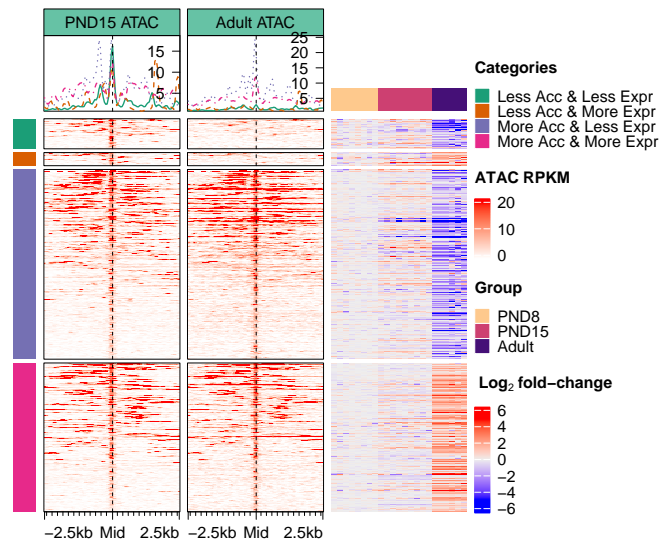 PND15 ATAC
Adult ATAC
15
10
5
25
20
15
10
5
Categories
Less Acc & Less Expr
Less Acc & More Expr
More Acc & Less Expr
More Acc & More Expr
ATAC RPKM
20
10
0
Group
PND8
PND15
Adult
Log₂ fold−change
6
4
2
0
−2
−4
−6
−2.5kb Mid 2.5kb
−2.5kb Mid 2.5kb